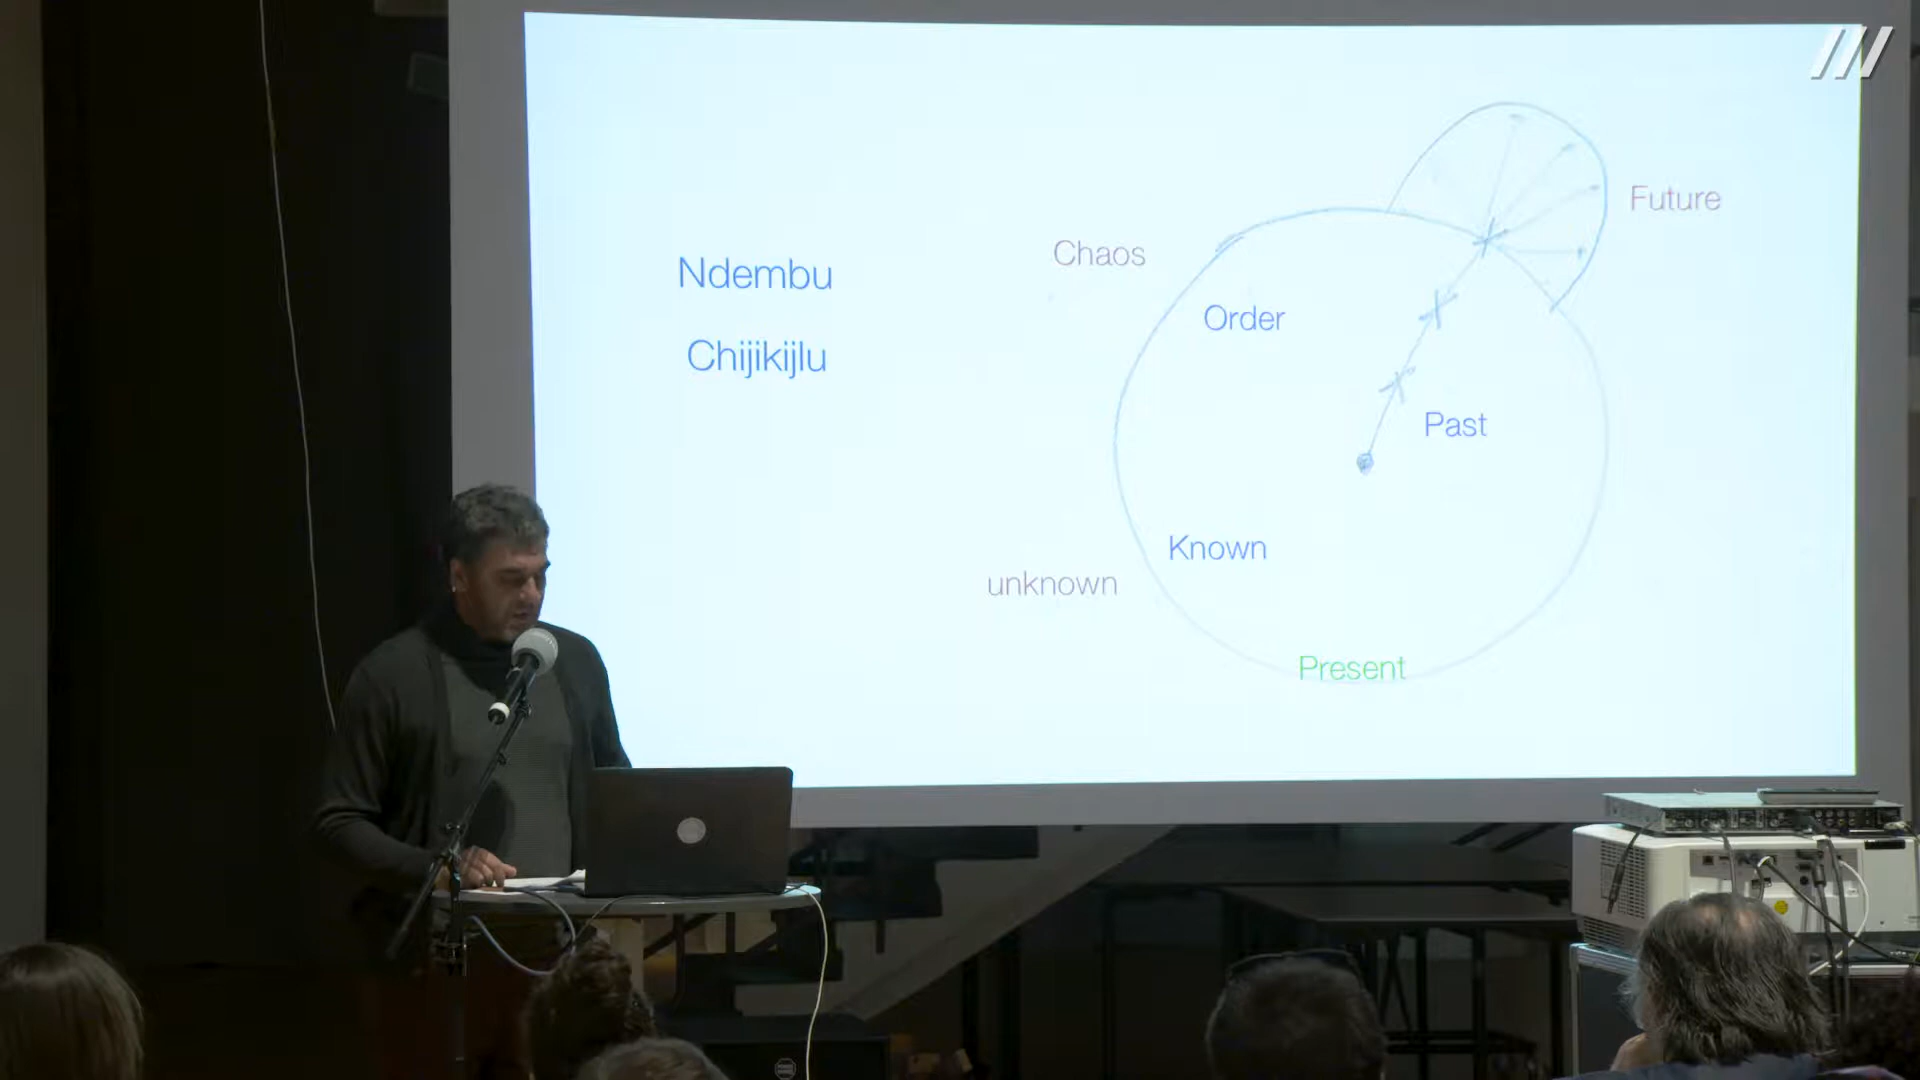 Ndembu
Chijikijlu
Chaos
Order
Future
Past
Known
unknown
Present